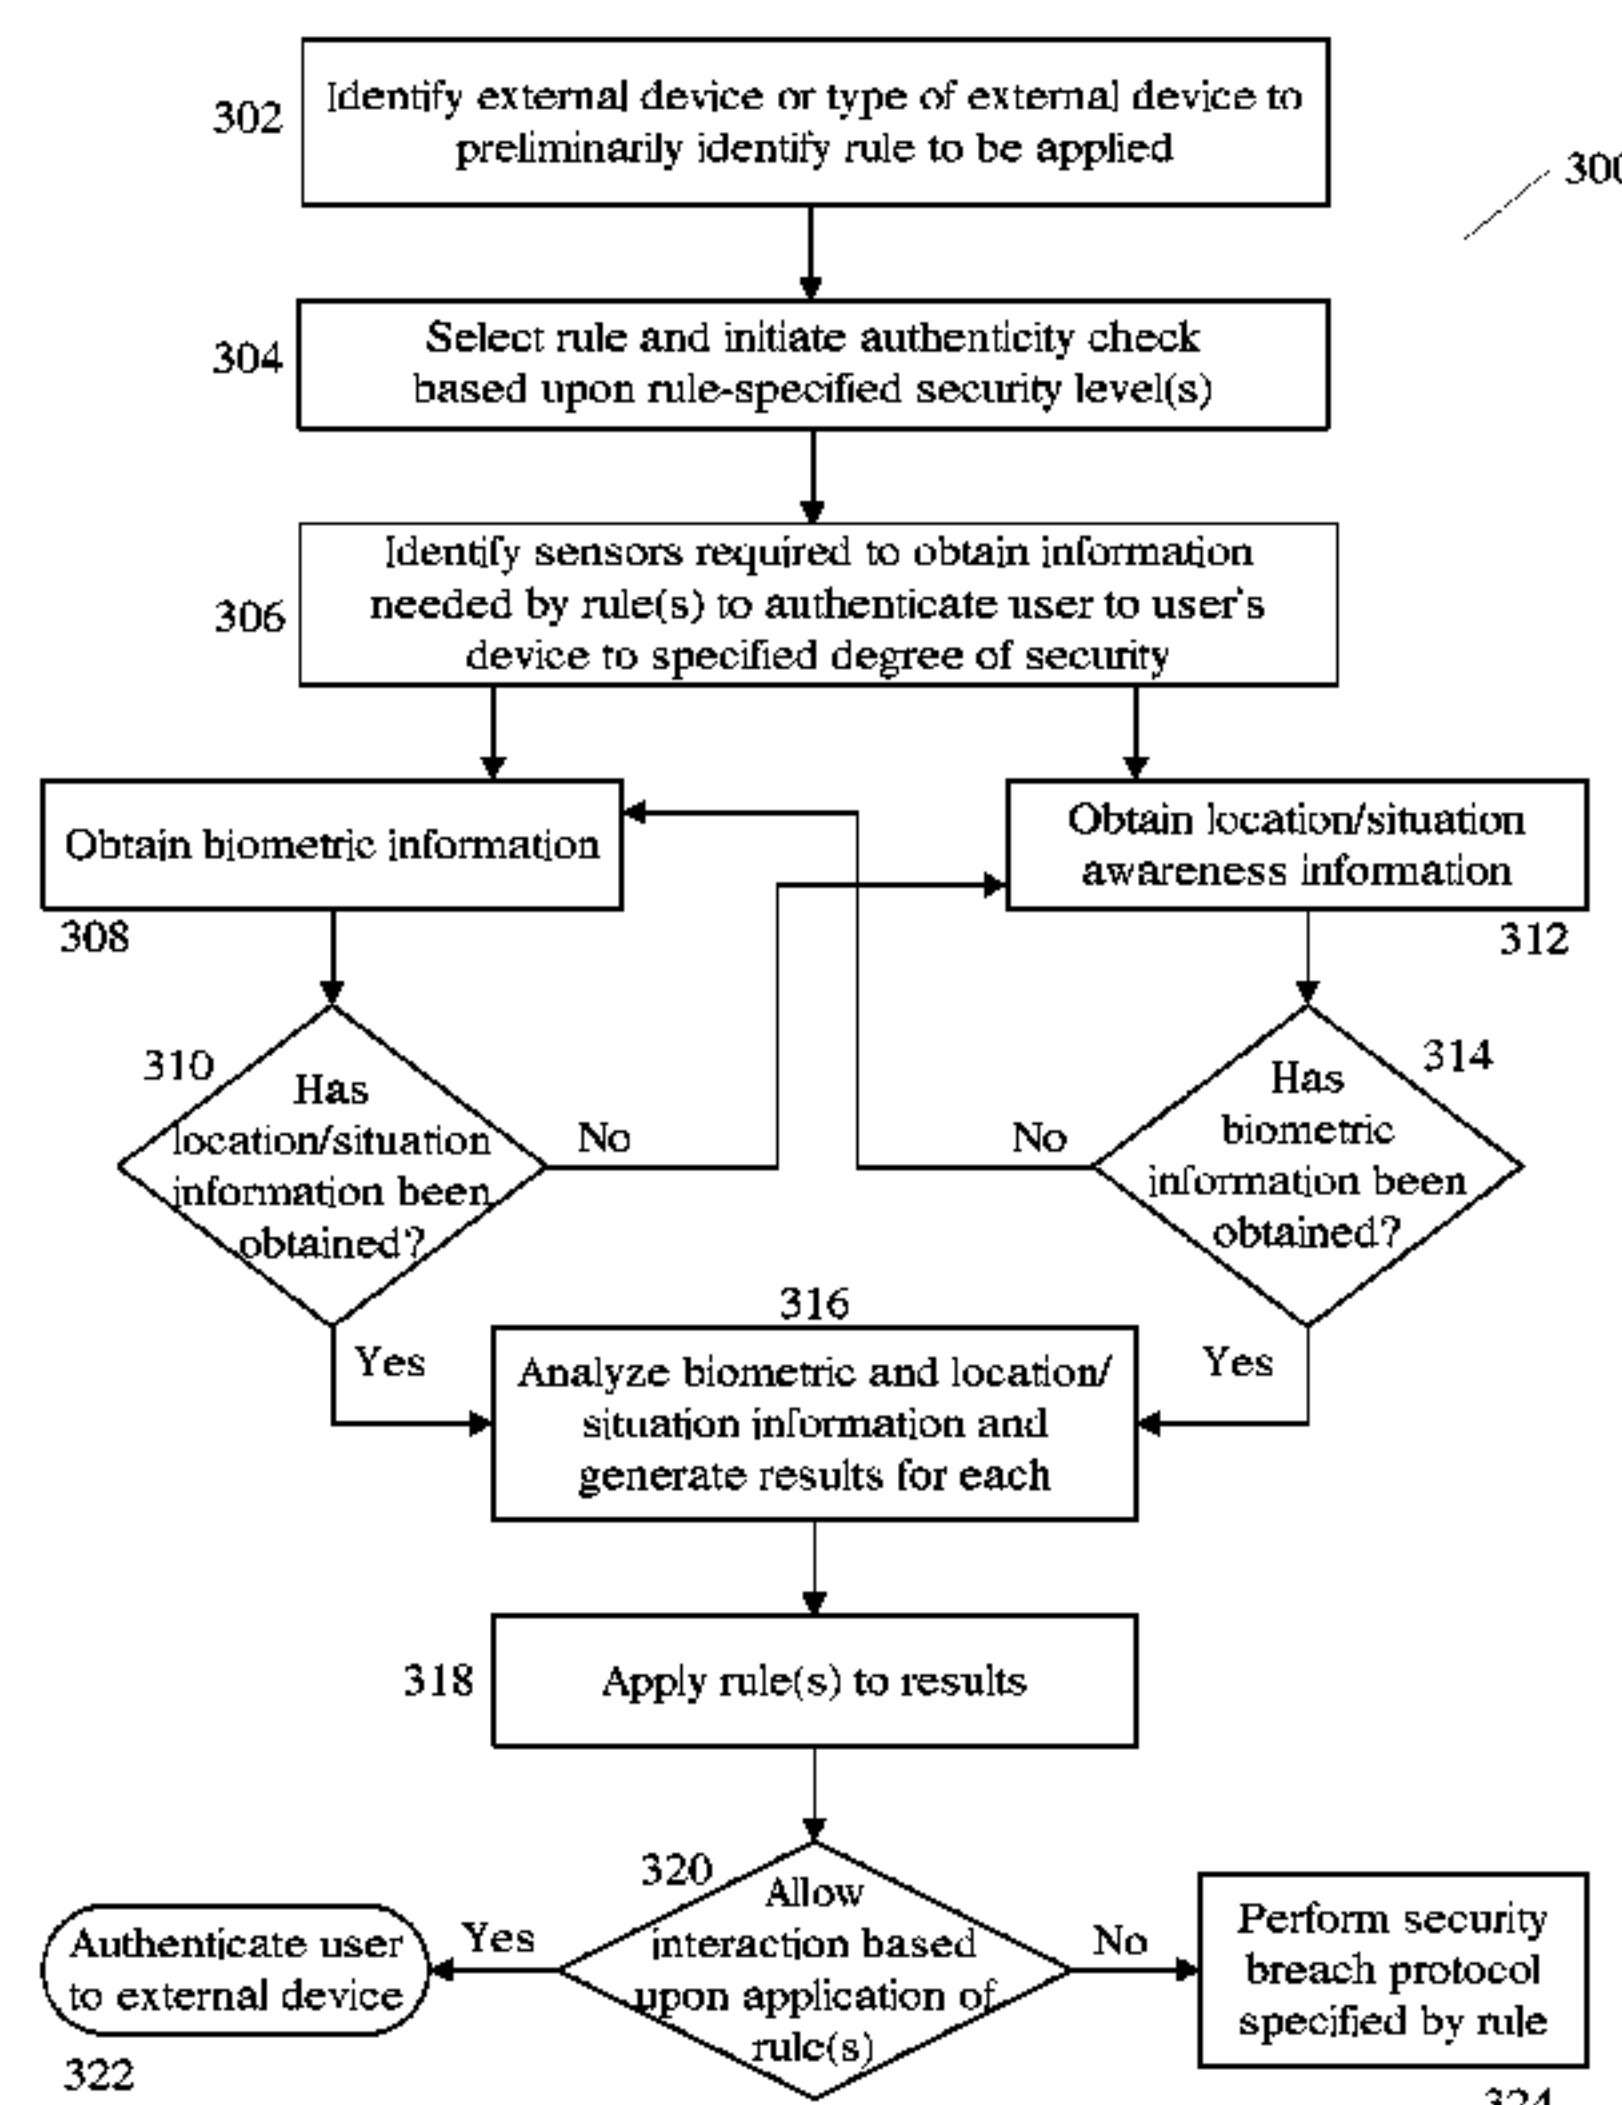 302
Identify external device or type of external device to
preliminarily identify rule to be applied
300
304
Select rule and initiate authenticity check
based upon rule-specified security level(s)
306
Identify sensors required to obtain information
needed by rule(s) to authenticate user to user's
device to specified degree of security
Obtain biometric information
308
Obtain location/situation
awareness information
312
310
Has
location/situation
information been
obtained?
No
Yes
314
Has
biometric
information been
obtained?
No
Yes
316
Analyze biometric and location/
situation information and
generate results for each
318
Apply rule(s) to results
320
Allow
interaction based
upon application of
rule(s)
Yes
No
Authenticate user
to external device
322
Perform security
breach protocol
specified by rule
324